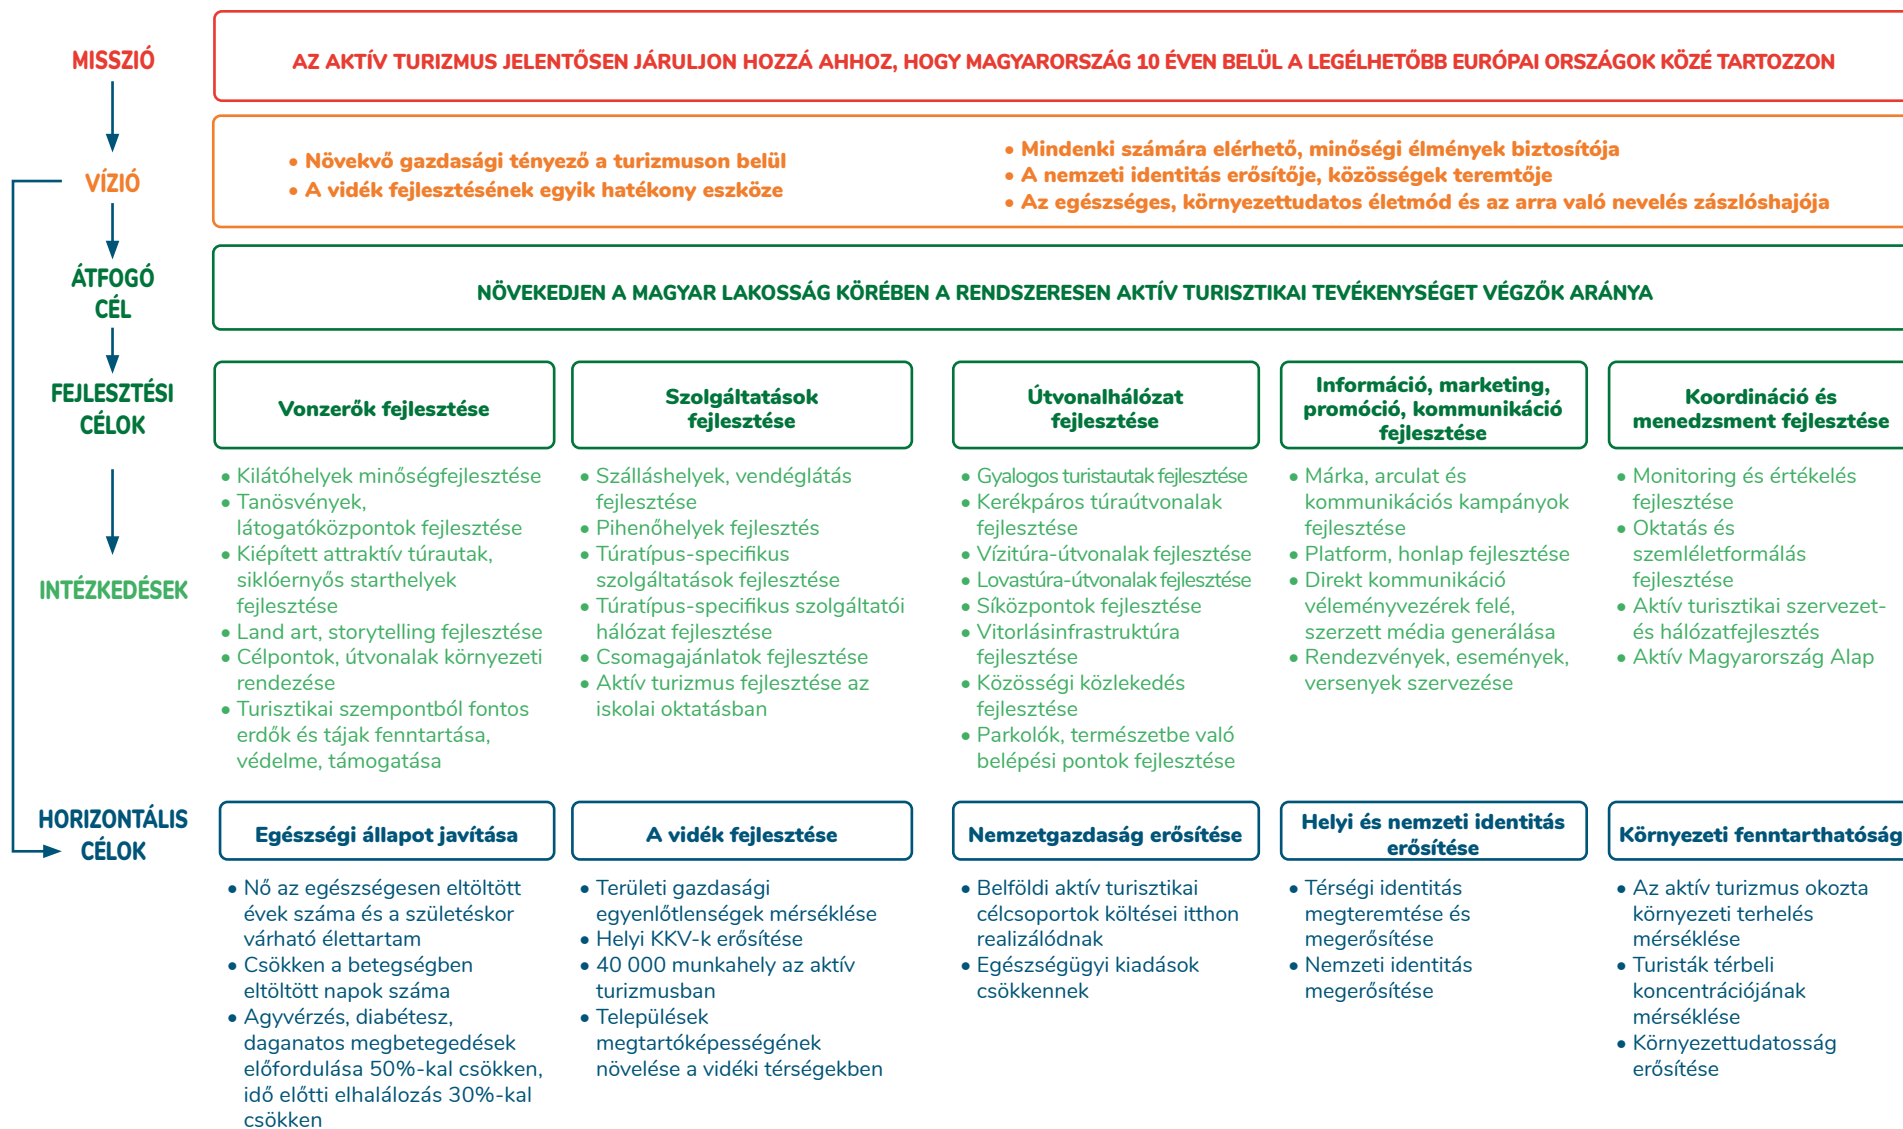 MISSZIÓ
AZ AKTÍV TURIZMUS JELENTŐSEN JÁRULJON HOZZÁ AHHOZ, HOGY MAGYARORSZÁG 10 ÉVEN BELÜL A LEGÉLHETŐBB EURÓPAI ORSZÁGOK KÖZÉ TARTOZZON
VÍZIÓ
• Növekvő gazdasági tényező a turizmuson belül
• A vidék fejlesztésének egyik hatékony eszköze
• Mindenki számára elérhető, minőségi élmények biztosítója
• A nemzeti identitás erősítője, közösségek teremtője
• Az egészséges, környezettudatos életmód és az arra való nevelés zászlóshajója
ÁTFOGÓ
CÉL
NÖVEKEDJEN A MAGYAR LAKOSSÁG KÖRÉBEN A RENDSZERESEN AKTÍV TURISZTIKAI TEVÉKENYSÉGET VÉGZŐK ARÁNYA
FEJLESZTÉSI
CÉLOK
Vonzerők fejlesztése
Szolgáltatások
fejlesztése
Útvonalhálózat
fejlesztése
Információ, marketing,
promóció, kommunikáció
fejlesztése
Koordináció és
menedzsment fejlesztése
INTÉZKEDÉSEK
• Kilátóhelyek minőségfejlesztése
• Tanösvények,
látogatóközpontok fejlesztése
• Kiépített attraktív túrautak,
siklóernyős starthelyek
fejlesztése
• Land art, storytelling fejlesztése
• Célpontok, útvonalak környezeti
rendezése
• Turisztikai szempontból fontos
erdők és tájak fenntartása,
védelme, támogatása
• Szálláshelyek, vendéglátás
fejlesztése
• Pihenőhelyek fejlesztés
• Túratípus-specifikus
szolgáltatások fejlesztése
• Túratípus-specifikus szolgáltatói
hálózat fejlesztése
• Csomagajánlatok fejlesztése
• Aktív turizmus fejlesztése az
iskolai oktatásban
• Gyalogos turistautak fejlesztése
• Kerékpáros túraútvonalak
fejlesztése
• Vízitúra-útvonalak fejlesztése
• Lovastúra-útvonalak fejlesztése
• Síközpontok fejlesztése
• Vitorlásinfrastruktúra
fejlesztése
• Közösségi közlekedés
fejlesztése
• Parkolók, természetbe való
belépési pontok fejlesztése
• Márka, arculat és
kommunikációs kampányok
fejlesztése
• Platform, honlap fejlesztése
• Direkt kommunikáció
véleményvezérek felé,
szerzett média generálása
• Rendezvények, események,
versenyek szervezése
• Monitoring és értékelés
fejlesztése
• Oktatás és
szemléletformálás
fejlesztése
• Aktív turisztikai szervezet-
és hálózatfejlesztés
• Aktív Magyarország Alap
HORIZONTÁLIS
CÉLOK
Egészségi állapot javítása
A vidék fejlesztése
Nemzetgazdaság erősítése
Helyi és nemzeti identitás
erősítése
Környezeti fenntarthatóság
• Nő az egészségesen eltöltött
évek száma és a születéskor
várható élettartam
• Csökken a betegségben
eltöltött napok száma
• Agyvérzés, diabétesz,
daganatos megbetegedések
előfordulása 50%-kal csökken,
idő előtti elhalálozás 30%-kal
csökken
• Területi gazdasági
egyenlőtlenségek mérséklése
• Helyi KKV-k erősítése
• 40 000 munkahely az aktív
turizmusban
• Települések
megtartóképességének
növelése a vidéki térségekben
• Belföldi aktív turisztikai
célcsoportok költései itthon
realizálódnak
• Egészségügyi kiadások
csökkennek
• Térségi identitás
megteremtése és
megerősítése
• Nemzeti identitás
megerősítése
• Az aktív turizmus okozta
környezeti terhelés
mérséklése
• Turisták térbeli
koncentrációjának
mérséklése
• Környezettudatosság
erősítése